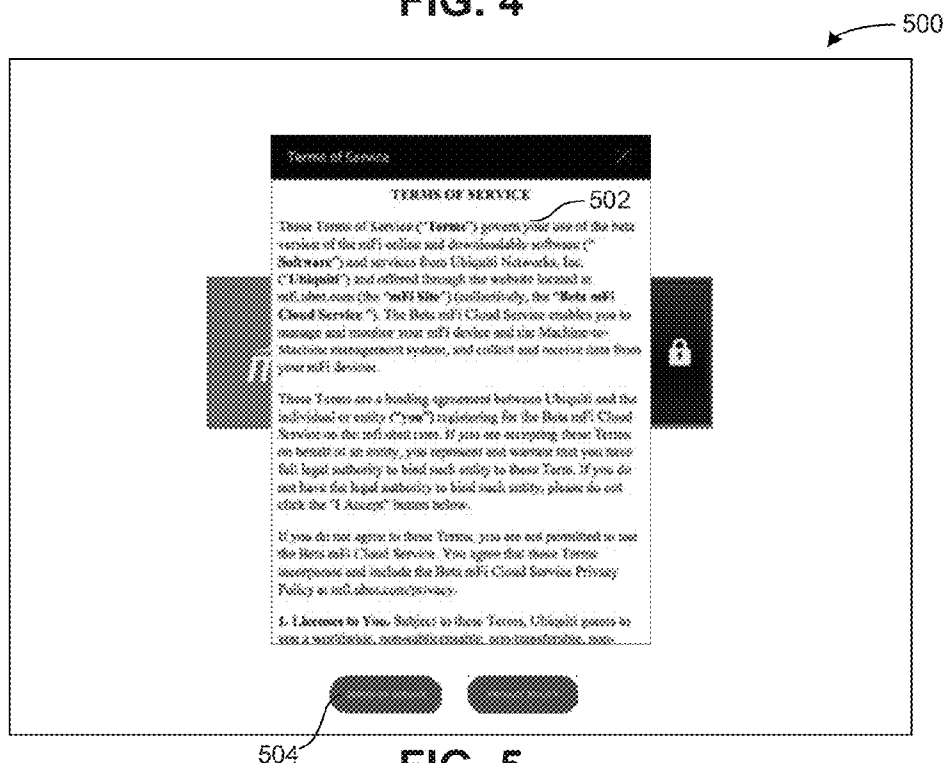 FIG. 4
500
Terms of Service
TERMS OF SERVICE
502
These Terms of Service ("Terms") govern your use of the beta
version of the mFi online and downloadable software ("
Software") and services from Ubiquiti Networks, Inc.
("Ubiquiti") and offered through the website located at
mfi.ubnt.com (the "mFi Site") (collectively, the "Beta mFi
Cloud Service "). The Beta mFi Cloud Service enables you to
manage and monitor your mFi device and the Machine-to-
Machine management system, and collect and receive data from
your mFi devices.
These Terms are a binding agreement between Ubiquiti and the
individual or entity ("you") registering for the Beta mFi Cloud
Service on the mfi.ubnt.com. If you are accepting these Terms
on behalf of an entity, you represent and warrant that you have
full legal authority to bind such entity to these Term. If you do
not have the legal authority to bind such entity, please do not
click the "I Accept" button below.
If you do not agree to these Terms, you are not permitted to use
the Beta mFi Cloud Service. You agree that these Terms
incorporate and include the Beta mFi Cloud Service Privacy
Policy at mfi.ubnt.com/privacy.
1. Licenses to You. Subject to these Terms, Ubiquiti grants to
you a worldwide, non-transferable, non-
504
FIG. 5